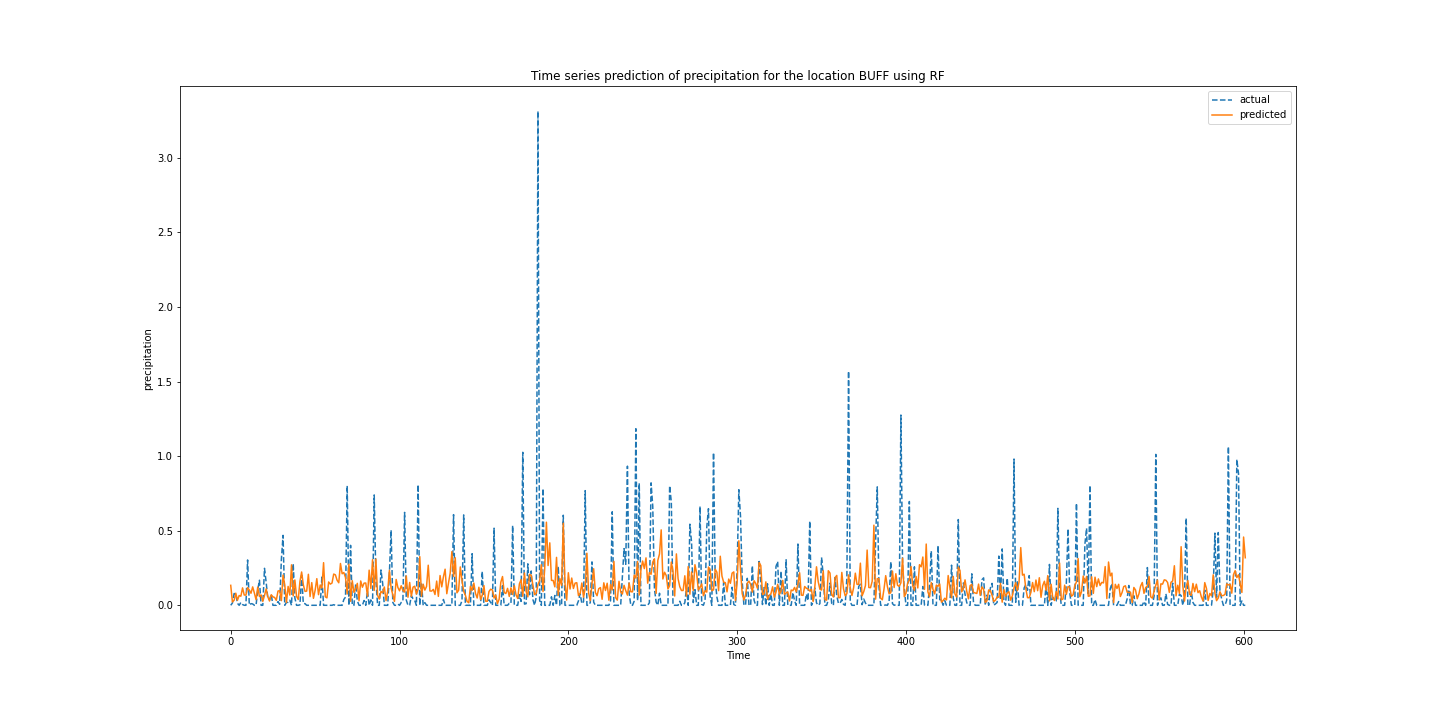 Time series prediction of precipitation for the location BUFF using RF
actual
predicted
3.0
2.5
2.0
1.5
1.0
0.5
0.0
precipitation
0 100 200 300 400 500 600
Time